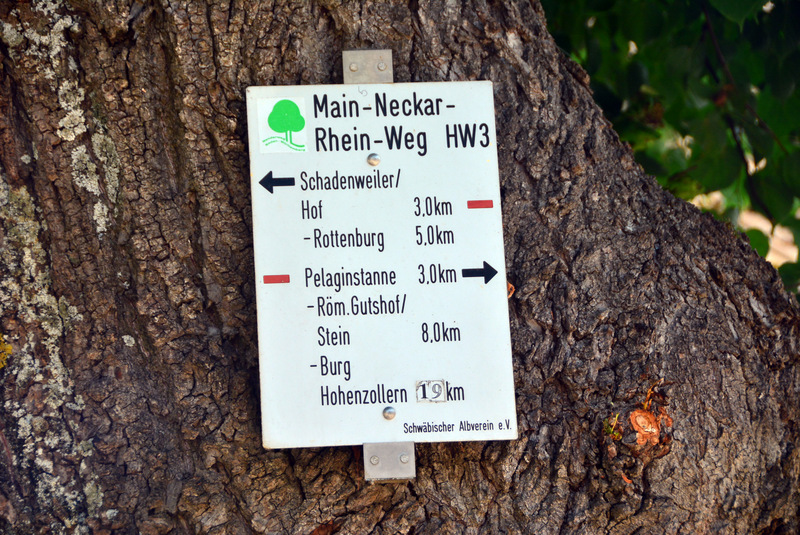 Main-Neckar-
Rhein-Weg HW3
Schadenweiler/
Hof 3,0km
-Rottenburg 5.0km
Pelaginstanne 3,0km
-Röm.Gutshof/
Stein 8,0km
-Burg
Hohenzollern 19 km
Schwäbischer Albverein e.V.